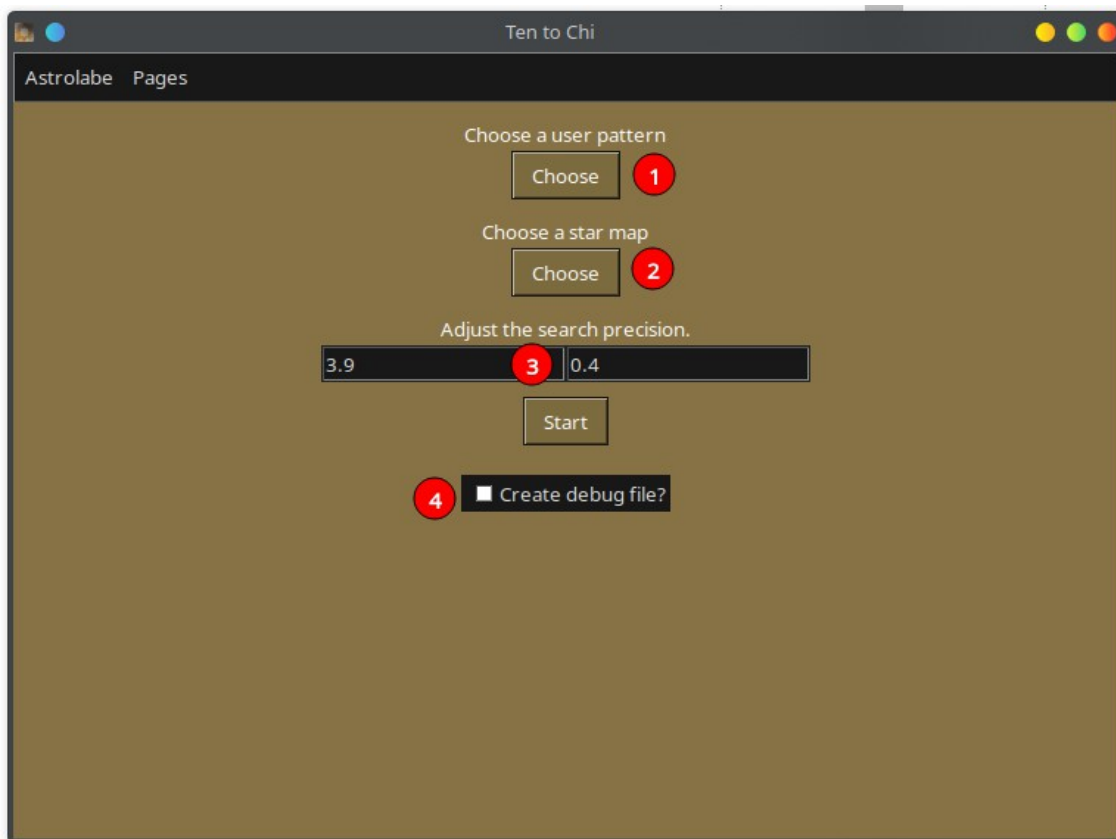 Ten to Chi
Astrolabe Pages
Choose a user pattern
Choose 1
Choose a star map
Choose 2
Adjust the search precision.
3.9 3 0.4
Start
4 Create debug file?